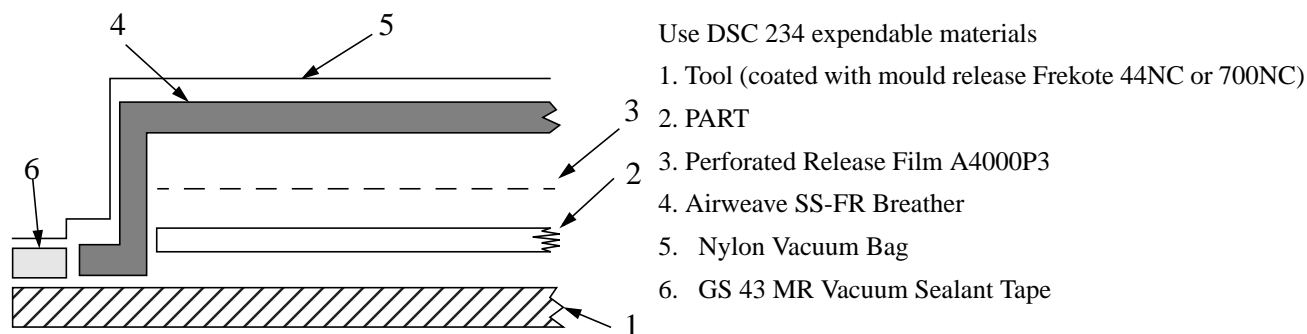 4
5
3
2
6
1
Use DSC 234 expendable materials
1. Tool (coated with mould release Frekote 44NC or 700NC)
2. PART
3. Perforated Release Film A4000P3
4. Airweave SS-FR Breather
5. Nylon Vacuum Bag
6. GS 43 MR Vacuum Sealant Tape